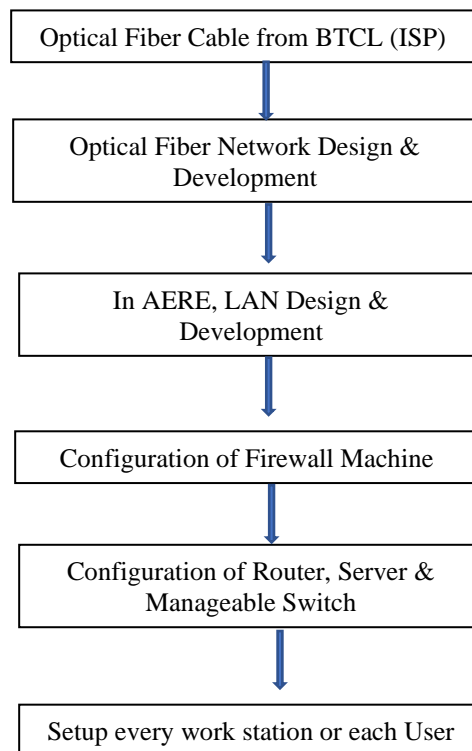 Optical Fiber Cable from BTCL (ISP)
Optical Fiber Network Design &
Development
In AERE, LAN Design &
Development
Configuration of Firewall Machine
Configuration of Router, Server &
Manageable Switch
Setup every work station or each User